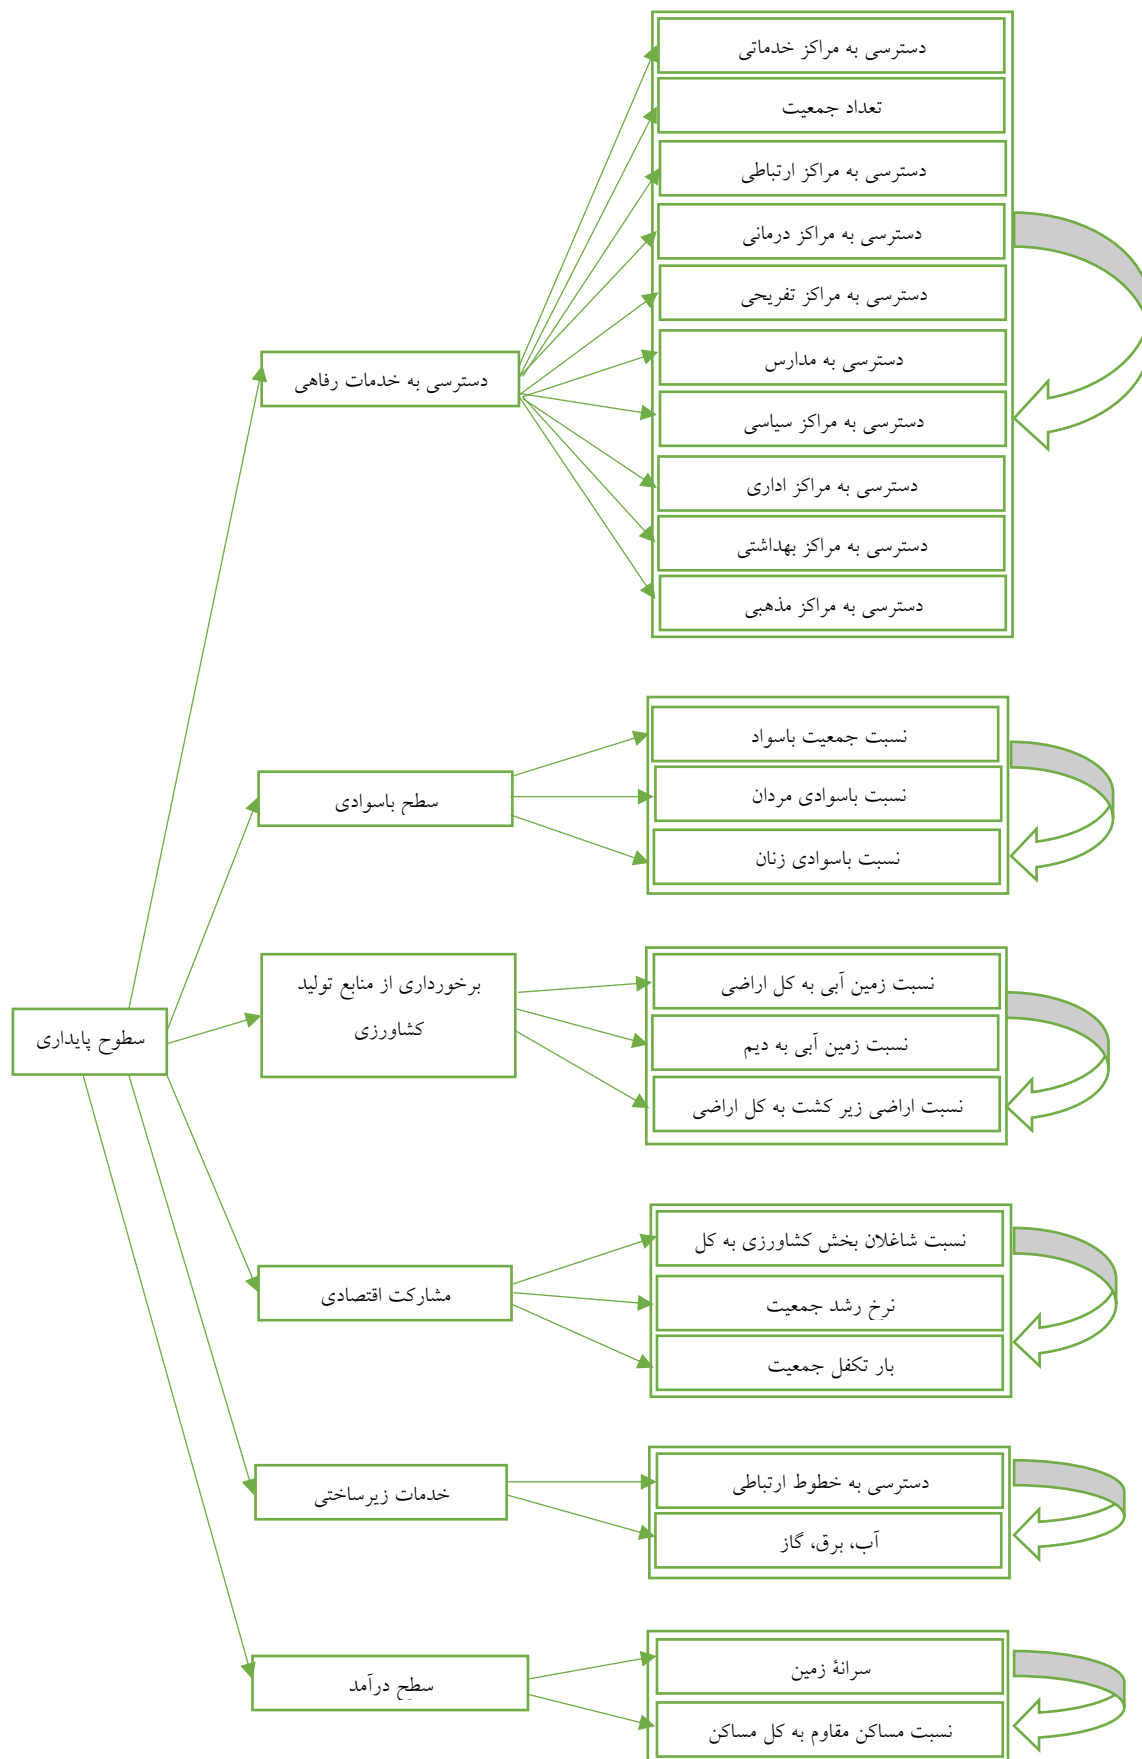 دسترسی به مراکز خدماتی
تعداد جمعیت
دسترسی به مراکز ارتباطی
دسترسی به مراکز درمانی
دسترسی به مراکز تفریحی
دسترسی به مدارس
دسترسی به مراکز سیاسی
دسترسی به مراکز اداری
دسترسی به مراکز بهداشتی
دسترسی به مراکز مذهبی
دسترسی به خدمات رفاهی
نسبت جمعیت باسواد
نسبت باسوادی مردان
نسبت باسوادی زنان
سطح باسوادی
نسبت زمین آبی به کل اراضی
نسبت زمین آبی به دیم
نسبت اراضی زیر کشت به کل اراضی
برخورداری از منابع تولید
کشاورزی
سطوح پایداری
نسبت شاغلان بخش کشاورزی به کل
نرخ رشد جمعیت
بار تکفل جمعیت
مشارکت اقتصادی
دسترسی به خطوط ارتباطی
آب، برق، گاز
خدمات زیرساختی
سرانۀ زمین
نسبت مساکن مقاوم به کل مساکن
سطح درآمد